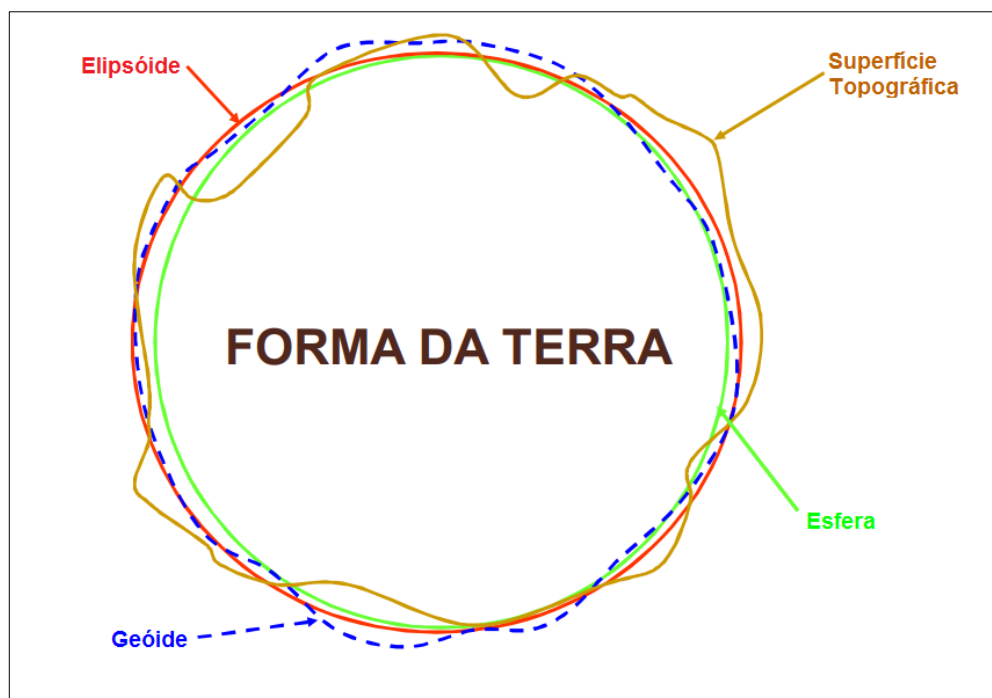 Elipsóide
Superfície
Topográfica
FORMA DA TERRA
Esfera
Geóide